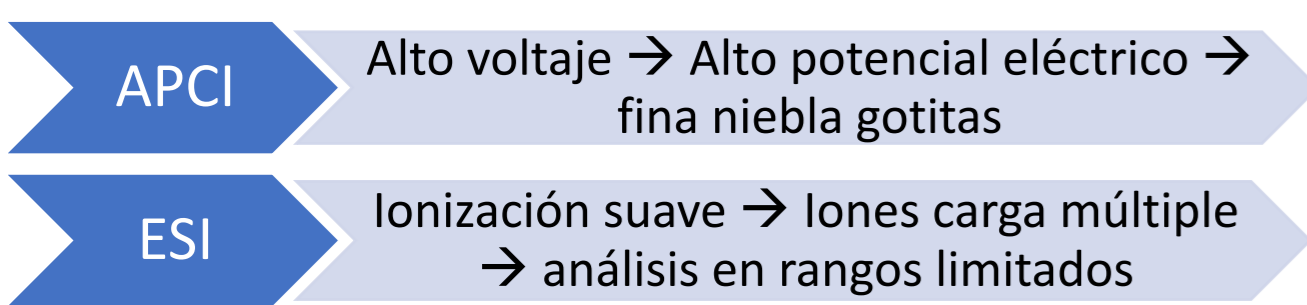 APCI
Alto voltaje → Alto potencial eléctrico →
fina niebla gotitas
ESI
Ionización suave → Iones carga múltiple
→ análisis en rangos limitados